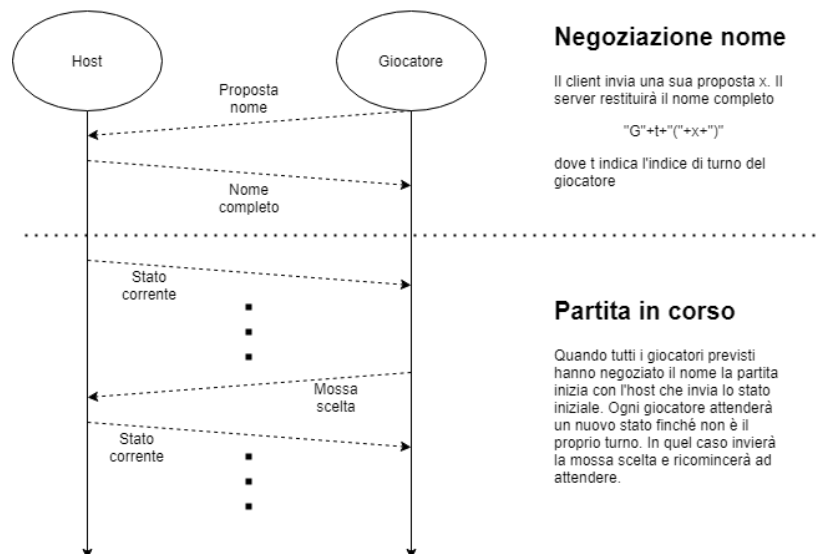 Host
Giocatore
Proposta
nome
Nome
completo
Negoziazione nome
Il client invia una sua proposta x. Il
server restituirà il nome completo
"G"+t+"("+x+")"
dove t indica l'indice di turno del
giocatore
Stato
corrente
Mossa
scelta
Stato
corrente
Partita in corso
Quando tutti i giocatori previsti
hanno negoziato il nome la partita
inizia con l'host che invia lo stato
iniziale. Ogni giocatore attenderà
un nuovo stato finché non è il
proprio turno. In quel caso invierà
la mossa scelta e ricomincerà ad
attendere.